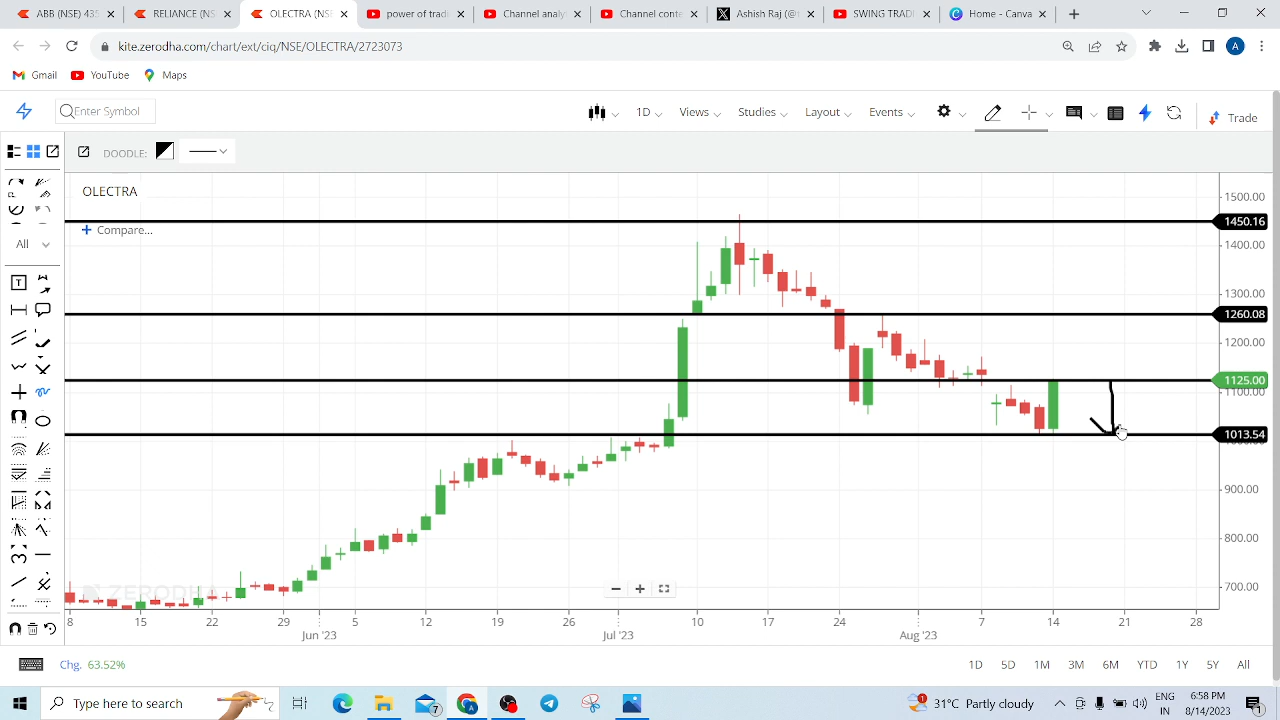 ABB (NSE) 435
RELIANCE (NS
OLECTRA (NSE
power of trad
Channel analy
Channel conte
Ashish Raj (@
SWING TRADI
Home - Canva
kite.zerodha.com/chart/ext/ciq/NSE/OLECTRA/2723073
A
Gmail
YouTube
Maps
Enter Symbol
1D
Views
Studies
Layout
Events
Trade
DOODLE:
OLECTRA
Compare...
1500.00
1450.16
1400.00
1300.00
1260.08
1200.00
1125.00
1100.00
1013.54
900.00
800.00
700.00
All
T
ZERODHA
8 15 22 29 5 12 19 26 10 17 24 7 14 21 28
Jun '23 Jul '23 Aug '23
Chg. 63.52%
1D 5D 1M 3M 6M YTD 1Y 5Y All
Type here to search
7
1
31°C Partly cloudy
ENG
IN
6:58 PM
8/14/2023
1